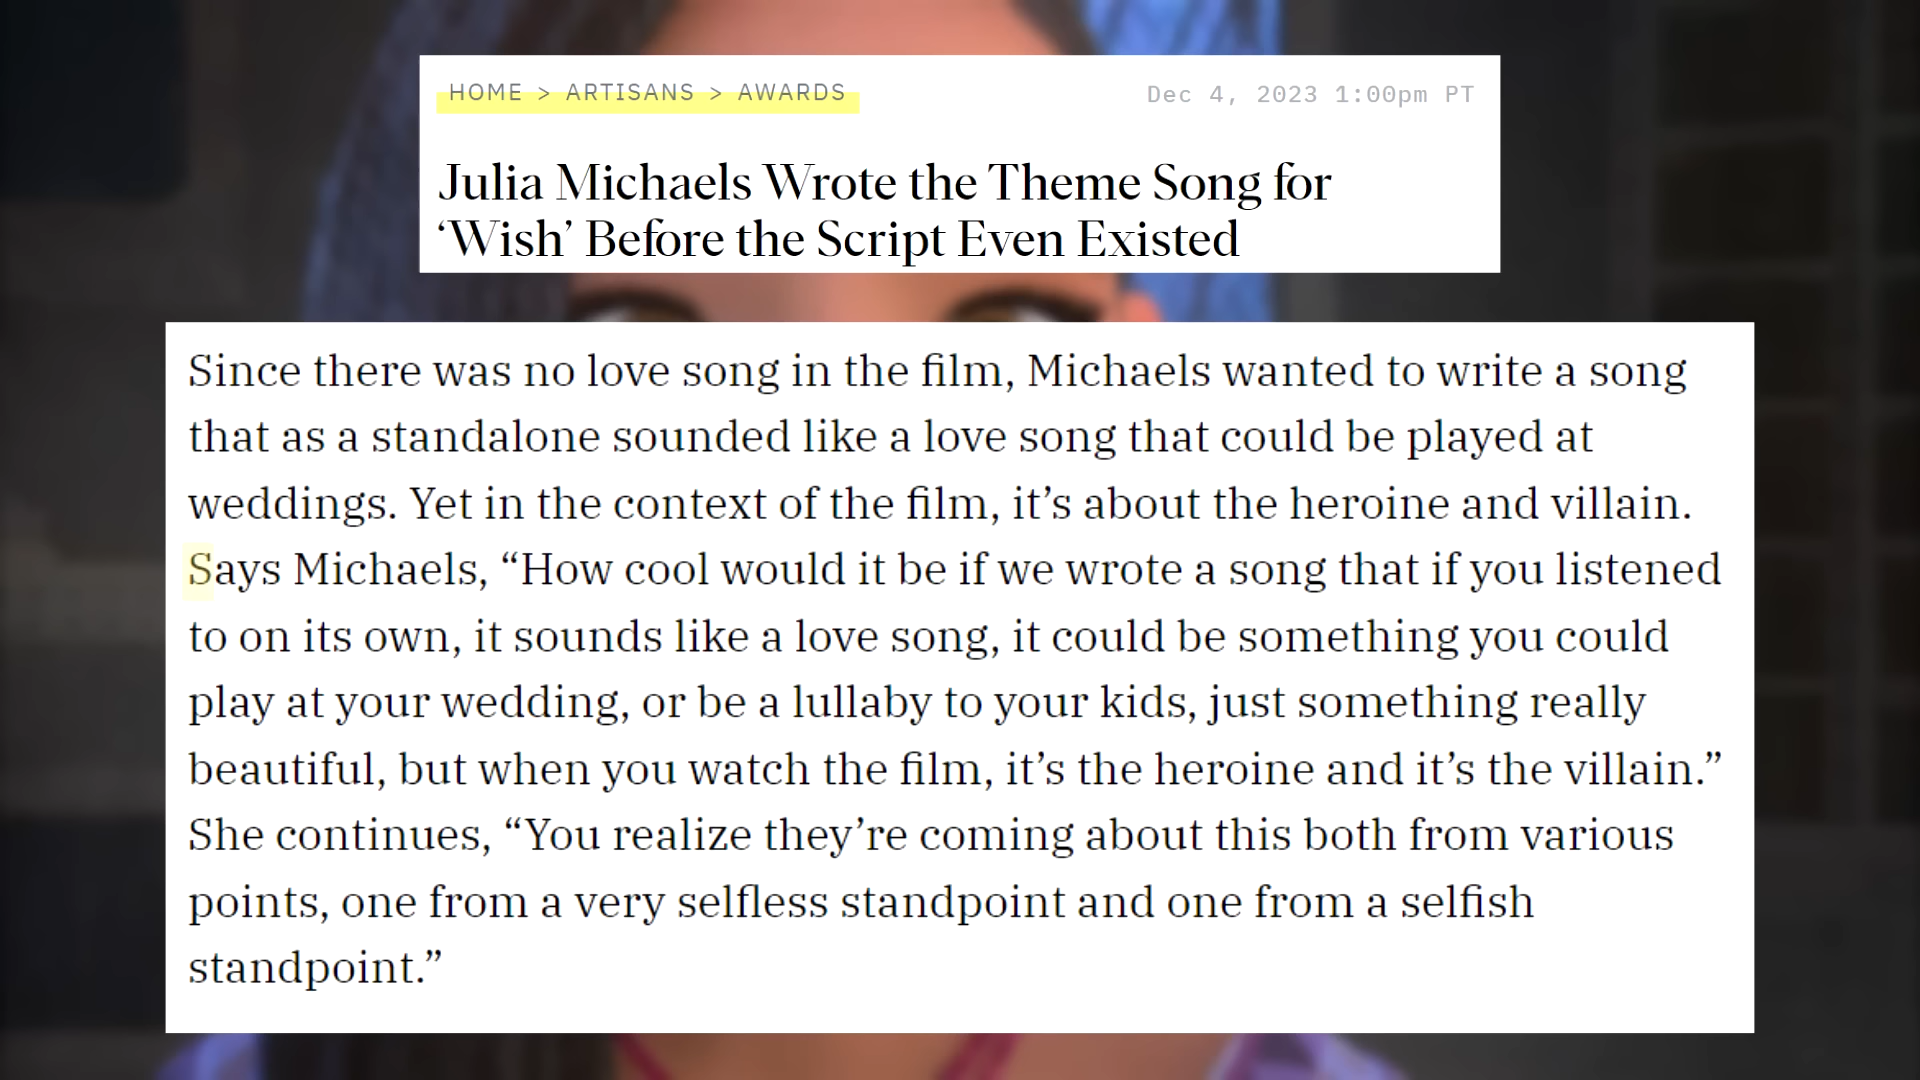 HOME > ARTISANS > AWARDS
Dec 4, 2023 1:00pm PT
Julia Michaels Wrote the Theme Song for
‘Wish’ Before the Script Even Existed
Since there was no love song in the film, Michaels wanted to write a song
that as a standalone sounded like a love song that could be played at
weddings. Yet in the context of the film, it’s about the heroine and villain.
Says Michaels, “How cool would it be if we wrote a song that if you listened
to on its own, it sounds like a love song, it could be something you could
play at your wedding, or be a lullaby to your kids, just something really
beautiful, but when you watch the film, it’s the heroine and it’s the villain.”
She continues, “You realize they’re coming about this both from various
points, one from a very selfless standpoint and one from a selfish
standpoint.”